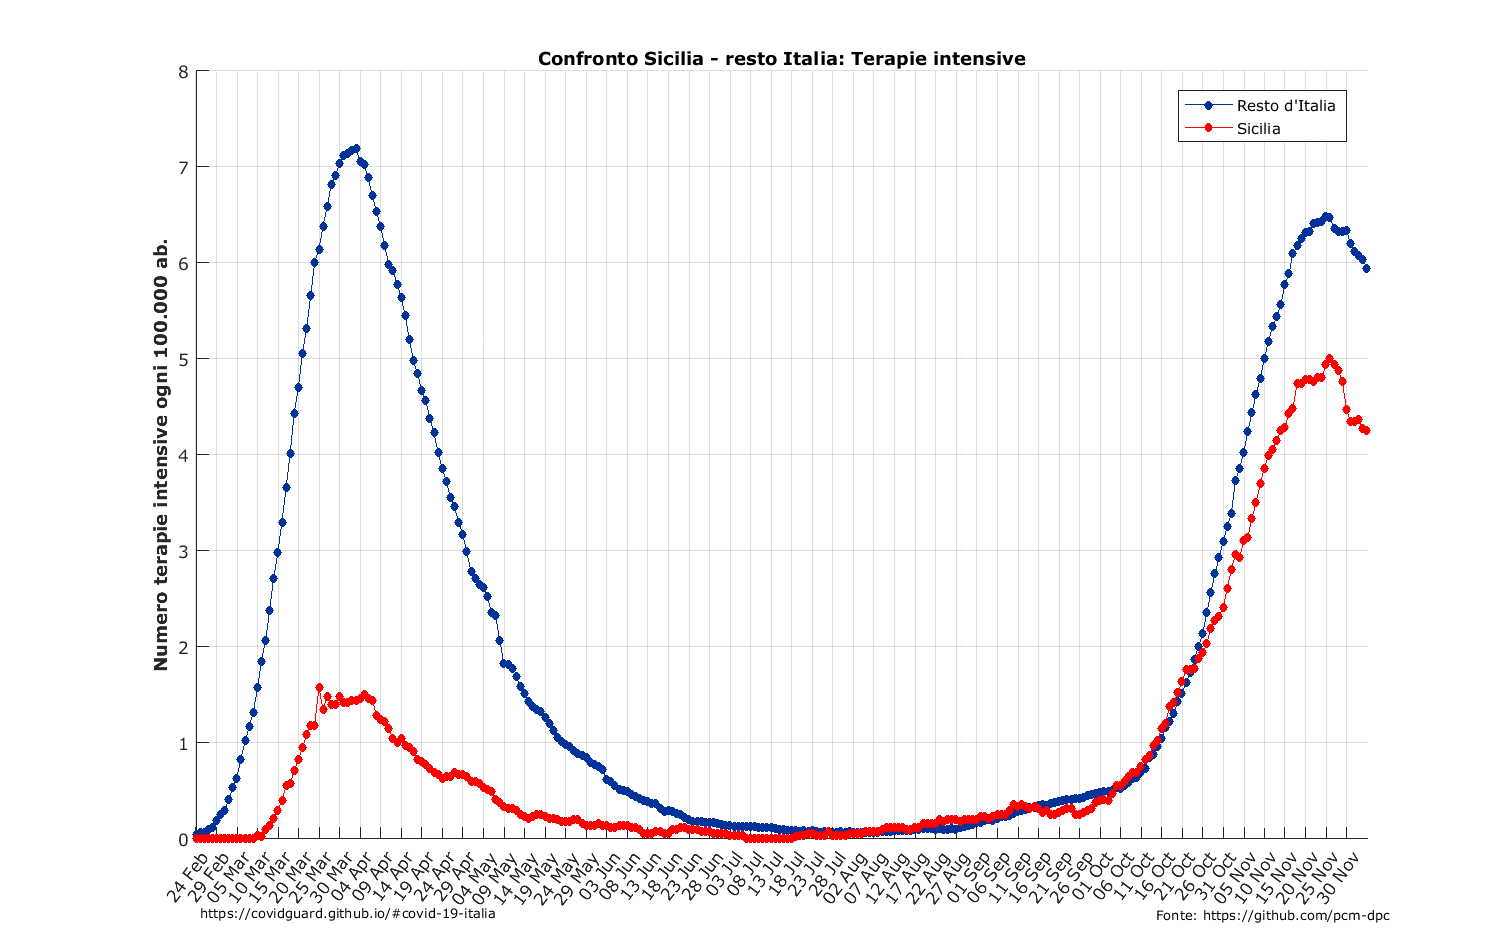 Confronto Sicilia - resto Italia: Terapie intensive
Numero terapie intensive ogni 100.000 ab.
8
7
6
5
4
3
2
1
0
Resto d'Italia
Sicilia
24 Feb
29 Feb
05 Mar
10 Mar
15 Mar
20 Mar
25 Mar
30 Mar
04 Apr
09 Apr
14 Apr
19 Apr
24 Apr
29 Apr
04 May
09 May
14 May
19 May
24 May
29 May
03 Jun
08 Jun
13 Jun
18 Jun
23 Jun
28 Jun
03 Jul
08 Jul
13 Jul
18 Jul
23 Jul
28 Jul
02 Aug
07 Aug
12 Aug
17 Aug
22 Aug
27 Aug
01 Sep
06 Sep
11 Sep
16 Sep
21 Sep
26 Sep
01 Oct
06 Oct
11 Oct
16 Oct
21 Oct
26 Oct
31 Oct
05 Nov
10 Nov
15 Nov
20 Nov
25 Nov
30 Nov
https://covidguard.github.io/#covid-19-italia
Fonte: https://github.com/pcm-dpc